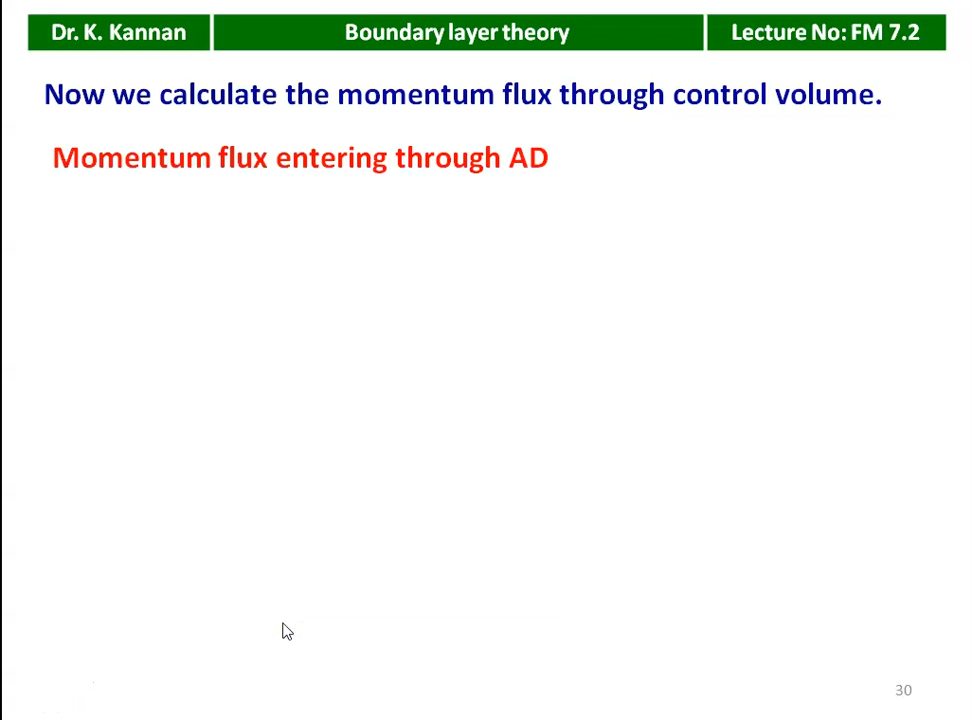 Dr. K. Kannan
Boundary layer theory
Lecture No: FM 7.2
Now we calculate the momentum flux through control volume.
Momentum flux entering through AD
30